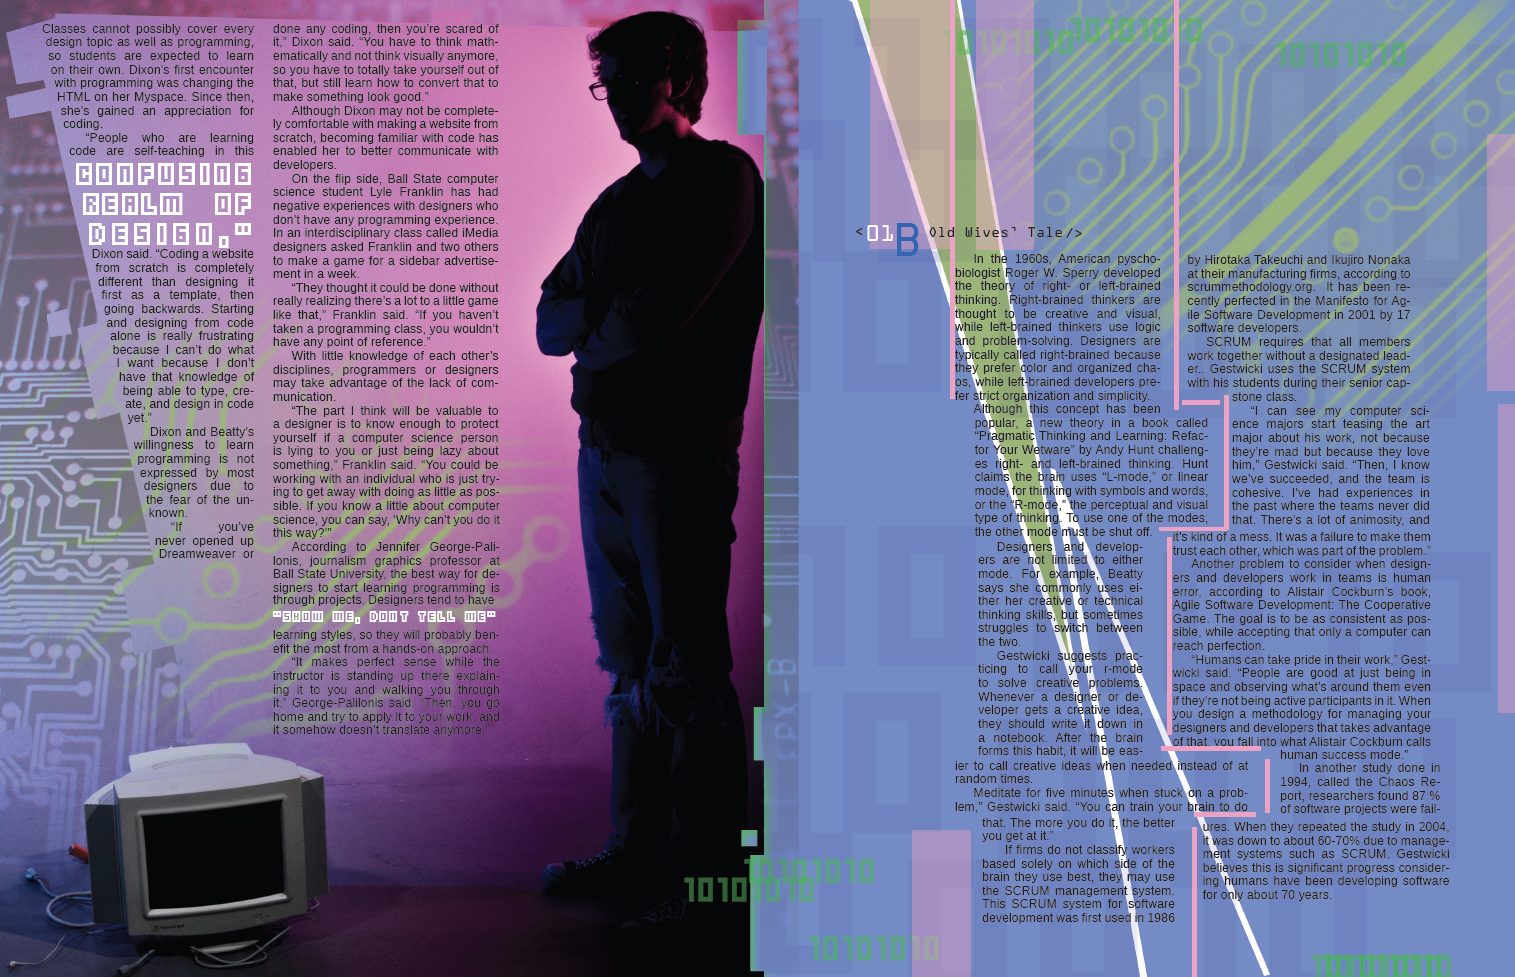 Classes cannot possibly cover every
design topic as well as programming,
so students are expected to learn
on their own. Dixon’s first encounter
with programming was changing the
HTML on her Myspace. Since then,
she’s gained an appreciation for
coding.
“People who are learning
code are self-teaching in this
CONFUSING
REALM OF
DESIGN,”
Dixon said. “Coding a website
from scratch is completely
different than designing it
first as a template, then
going backwards. Starting
and designing from code
alone is really frustrating
because I can’t do what
I want because I don’t
have that knowledge of
being able to type, cre-
ate, and design in code
yet.”
Dixon and Beatty’s
willingness to learn
programming is not
expressed by most
designers due to
the fear of the un-
known.
“If you’ve
never opened up
Dreamweaver or
done any coding, then you’re scared of
it,” Dixon said. “You have to think math-
ematically and not think visually anymore,
so you have to totally take yourself out of
that, but still learn how to convert that to
make something look good.”
Although Dixon may not be complete-
ly comfortable with making a website from
scratch, becoming familiar with code has
enabled her to better communicate with
developers.
On the flip side, Ball State computer
science student Lyle Franklin has had
negative experiences with designers who
don’t have any programming experience.
In an interdisciplinary class called iMedia
designers asked Franklin and two others
to make a game for a sidebar advertise-
ment in a week.
“They thought it could be done without
really realizing there’s a lot to a little game
like that,” Franklin said. “If you haven’t
taken a programming class, you wouldn’t
have any point of reference.”
With little knowledge of each other’s
disciplines, programmers or designers
may take advantage of the lack of com-
munication.
“The part I think will be valuable to
a designer is to know enough to protect
yourself if a computer science person
is lying to you or just being lazy about
something,” Franklin said. “You could be
working with an individual who is just try-
ing to get away with doing as little as pos-
sible. If you know a little about computer
science, you can say, ‘Why can’t you do it
this way?’”
According to Jennifer George-Pali-
lonis, journalism graphics professor at
Ball State University, the best way for de-
signers to start learning programming is
through projects. Designers tend to have
“SHOW ME, DONT TELL ME”
learning styles, so they will probably ben-
efit the most from a hands-on approach.
“It makes perfect sense while the
instructor is standing up there explain-
ing it to you and walking you through
it,” George-Palilonis said. “Then, you go
home and try to apply it to your work, and
it somehow doesn’t translate anymore.”
10101010
10101010
10101010
10101010
10101010
10101010
<01B Old Wives’ Tale/>
In the 1960s, American pyscho-
biologist Roger W. Sperry developed
the theory of right- or left-brained
thinking. Right-brained thinkers are
thought to be creative and visual,
while left-brained thinkers use logic
and problem-solving. Designers are
typically called right-brained because
they prefer color and organized cha-
os, while left-brained developers pre-
fer strict organization and simplicity.
Although this concept has been
popular, a new theory in a book called
“Pragmatic Thinking and Learning: Refac-
tor Your Wetware” by Andy Hunt challeng-
es right- and left-brained thinking. Hunt
claims the brain uses “L-mode,” or linear
mode, for thinking with symbols and words,
or the “R-mode,” the perceptual and visual
type of thinking. To use one of the modes,
the other mode must be shut off.
Designers and develop-
ers are not limited to either
mode. For example, Beatty
says she commonly uses ei-
ther her creative or technical
thinking skills, but sometimes
struggles to switch between
the two.
Gestwicki suggests prac-
ticing to call your r-mode
to solve creative problems.
Whenever a designer or de-
veloper gets a creative idea,
they should write it down in
a notebook. After the brain
forms this habit, it will be eas-
ier to call creative ideas when needed instead of at
random times.
Meditate for five minutes when stuck on a prob-
lem,” Gestwicki said. “You can train your brain to do
that. The more you do it, the better
you get at it.”
If firms do not classify workers
based solely on which side of the
brain they use best, they may use
the SCRUM management system.
This SCRUM system for software
development was first used in 1986
by Hirotaka Takeuchi and Ikujiro Nonaka
at their manufacturing firms, according to
scrummethodology.org. It has been re-
cently perfected in the Manifesto for Ag-
ile Software Development in 2001 by 17
software developers.
SCRUM requires that all members
work together without a designated lead-
er.. Gestwicki uses the SCRUM system
with his students during their senior cap-
stone class.
“I can see my computer sci-
ence majors start teasing the art
major about his work, not because
they’re mad but because they love
him,” Gestwicki said. “Then, I know
we’ve succeeded, and the team is
cohesive. I’ve had experiences in
the past where the teams never did
that. There’s a lot of animosity, and
it’s kind of a mess. It was a failure to make them
trust each other, which was part of the problem.”
Another problem to consider when design-
ers and developers work in teams is human
error, according to Alistair Cockburn’s book,
Agile Software Development: The Cooperative
Game. The goal is to be as consistent as pos-
sible, while accepting that only a computer can
reach perfection.
“Humans can take pride in their work,” Gest-
wicki said. “People are good at just being in
space and observing what’s around them even
if they’re not being active participants in it. When
you design a methodology for managing your
designers and developers that takes advantage
of that, you fall into what Alistair Cockburn calls
human success mode.”
In another study done in
1994, called the Chaos Re-
port, researchers found 87 %
of software projects were fail-
ures. When they repeated the study in 2004,
it was down to about 60-70% due to manage-
ment systems such as SCRUM. Gestwicki
believes this is significant progress consider-
ing humans have been developing software
for only about 70 years.